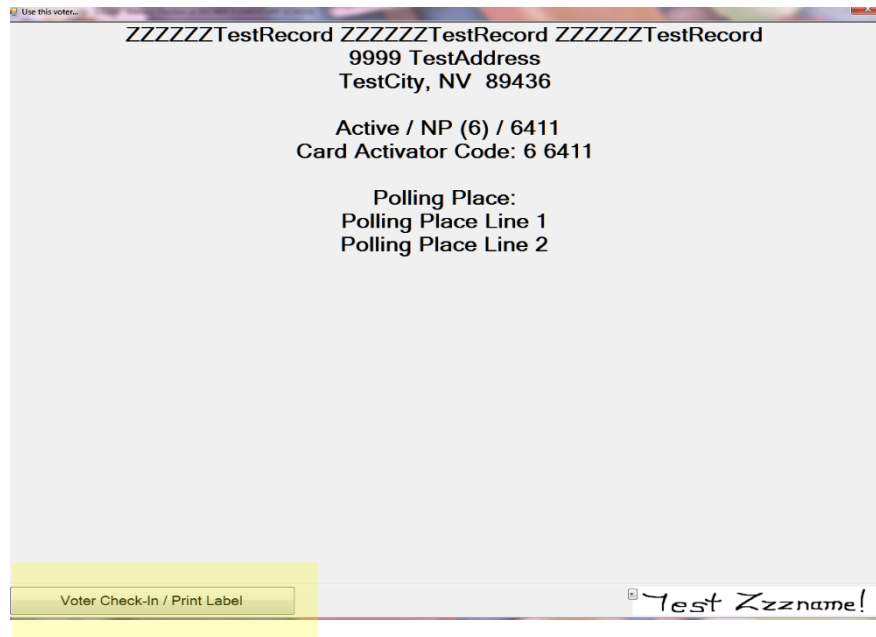 Use this voter...
ZZZZZZTestRecord ZZZZZZTestRecord ZZZZZZTestRecord
9999 TestAddress
TestCity, NV 89436
Active / NP (6) / 6411
Card Activator Code: 6 6411
Polling Place:
Polling Place Line 1
Polling Place Line 2
Voter Check-In / Print Label
Test Zzzname!